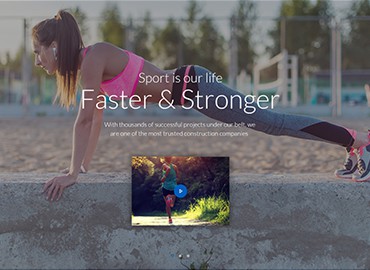 Sport is our life
Faster & Stronger
With thousands of successful projects under our belt, we
are one of the most trusted construction companies